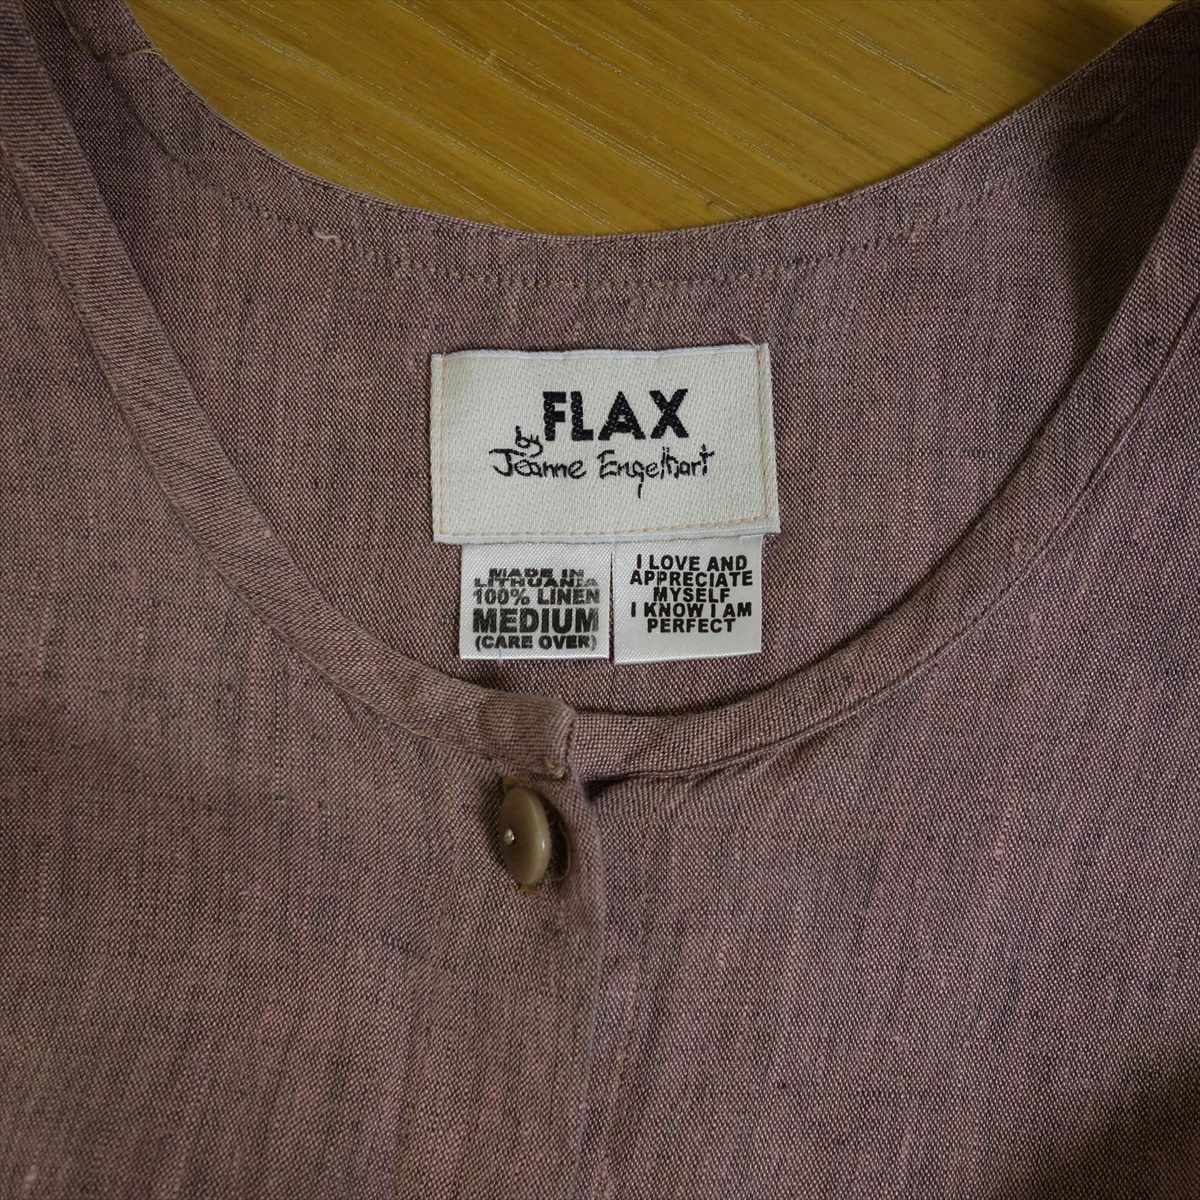 FLAX
by
Jeanne Engelhart
MADE IN
LITHUANIA
100% LINEN
MEDIUM
(CARE OVER)
I LOVE AND
APPRECIATE
MYSELF
I KNOW I AM
PERFECT